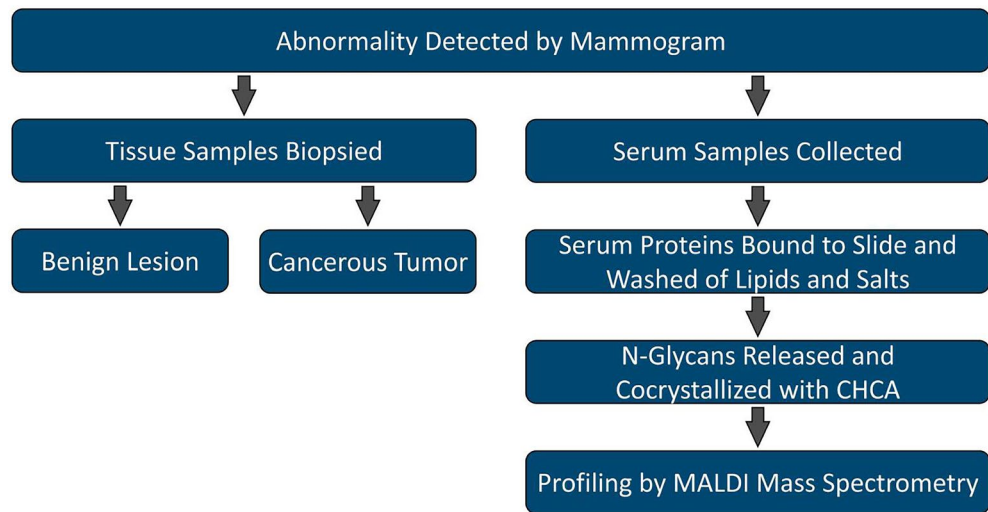 Abnormality Detected by Mammogram
Tissue Samples Biopsied
Benign Lesion
Cancerous Tumor
Serum Samples Collected
Serum Proteins Bound to Slide and
Washed of Lipids and Salts
N-Glycans Released and
Cocrystallized with CHCA
Profiling by MALDI Mass Spectrometry